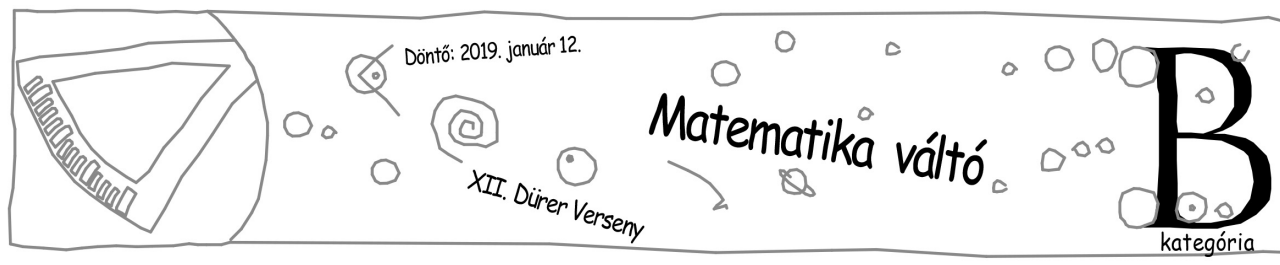 Döntő: 2019. január 12.
XII. Dürer Verseny
Matematika váltó
B
kategória